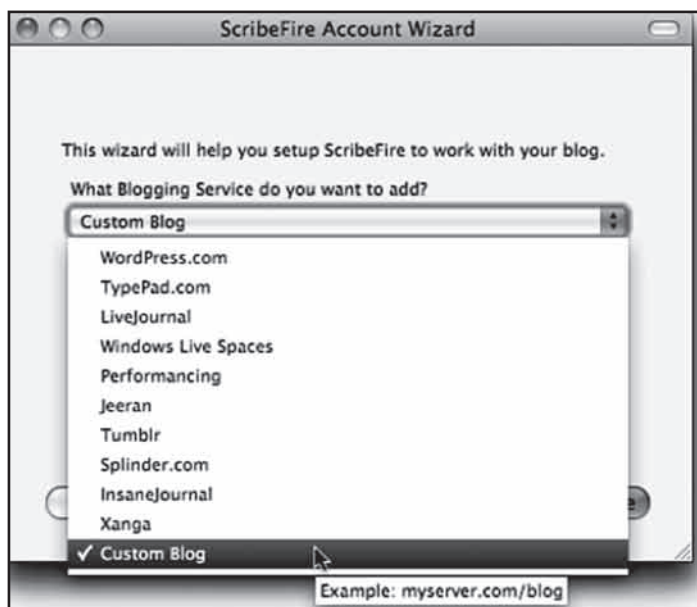 ScribeFire Account Wizard
This wizard will help you setup ScribeFire to work with your blog.
What Blogging Service do you want to add?
Custom Blog
WordPress.com
TypePad.com
LiveJournal
Windows Live Spaces
Performancing
Jeeran
Tumblr
Splinder.com
InsaneJournal
Xanga
✓ Custom Blog
Example: myserver.com/blog